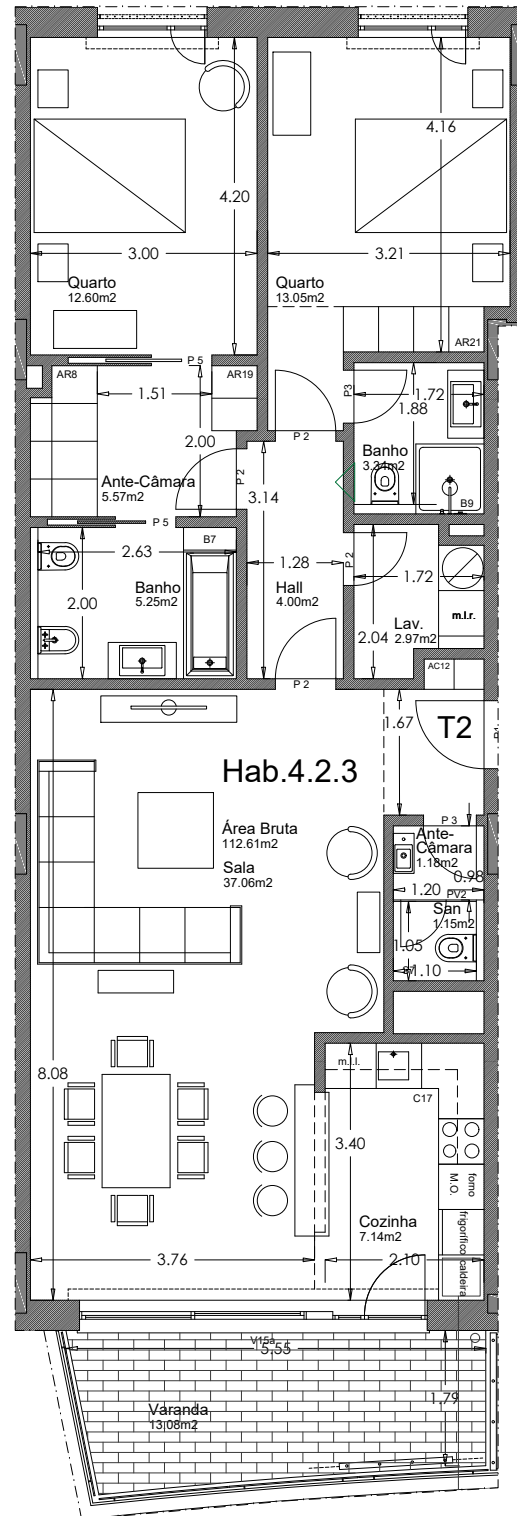 4.20
4.16
3.00
3.21
Quarto
12.60m2
Quarto
13.05m2
AR21
P 5
AR8
AR19
1.51
P3
1.72
1.88
2.00
P 2
P 2
Banho
3.34m2
Ante-Câmara
5.57m2
3.14
B9
P 5
B7
2.63
Banho
5.25m2
2.00
1.28
Hall
4.00m2
P 2
1.72
m.l.r.
Lav.
2.97m2
2.04
P 2
AC12
1.67
T2
P1
Hab.4.2.3
P 3
Área Bruta
112.61m2
Sala
37.06m2
Ante-
Câmara
1.18m2
0.98
1.20
PV2
San
1.15m2
1.05
1.10
m.l.l.
C17
8.08
3.40
forno
M.O.
Cozinha
7.14m2
frigorífico
caldeira
3.76
2.10
V15a
5.55
1.79
Varanda
13.08m2